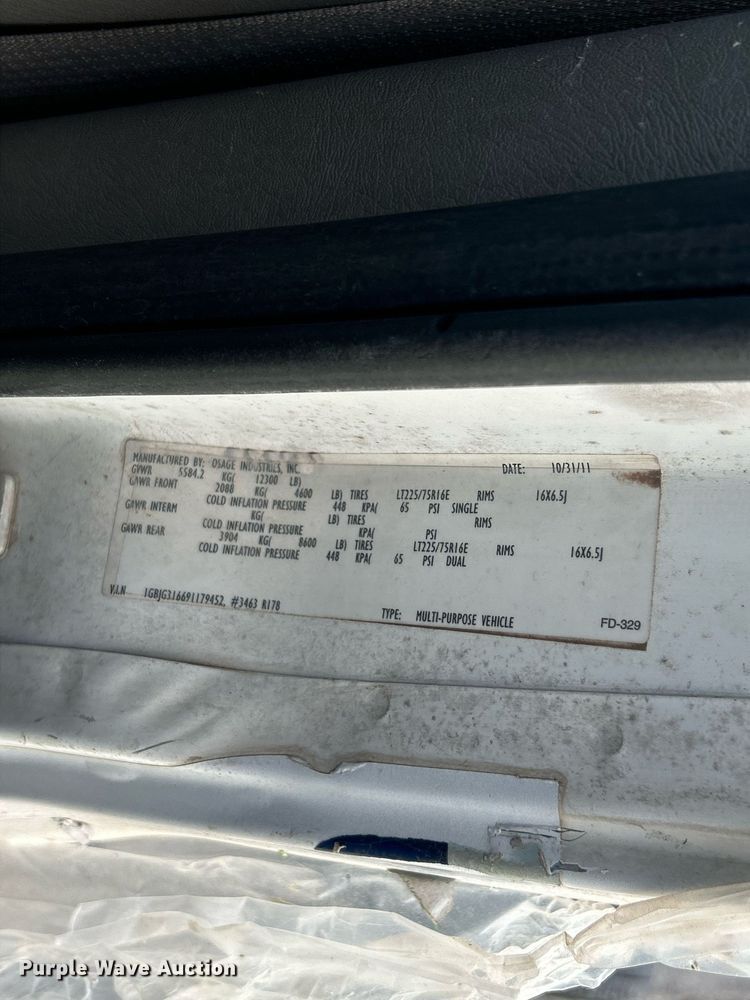 MANUFACTURED BY: OSAGE INDUSTRIES, INC. DATE: 10/31/11
GVWR 5584.2 KG( 12300 LB)
GAWR FRONT 2088 KG( 4600 LB) TIRES LT225/75R16E RIMS 16X6.5J
COLD INFLATION PRESSURE 448 KPA( 65 PSI SINGLE
GAWR INTERM KG( LB) TIRES RIMS
COLD INFLATION PRESSURE KPA( PSI
GAWR REAR 3904 KG( 8600 LB) TIRES LT225/75R16E RIMS 16X6.5J
COLD INFLATION PRESSURE 448 KPA( 65 PSI DUAL
V.I.N 1GBJG316691179452, #3463 R178
TYPE: MULTI-PURPOSE VEHICLE FD-329
Purple Wave Auction